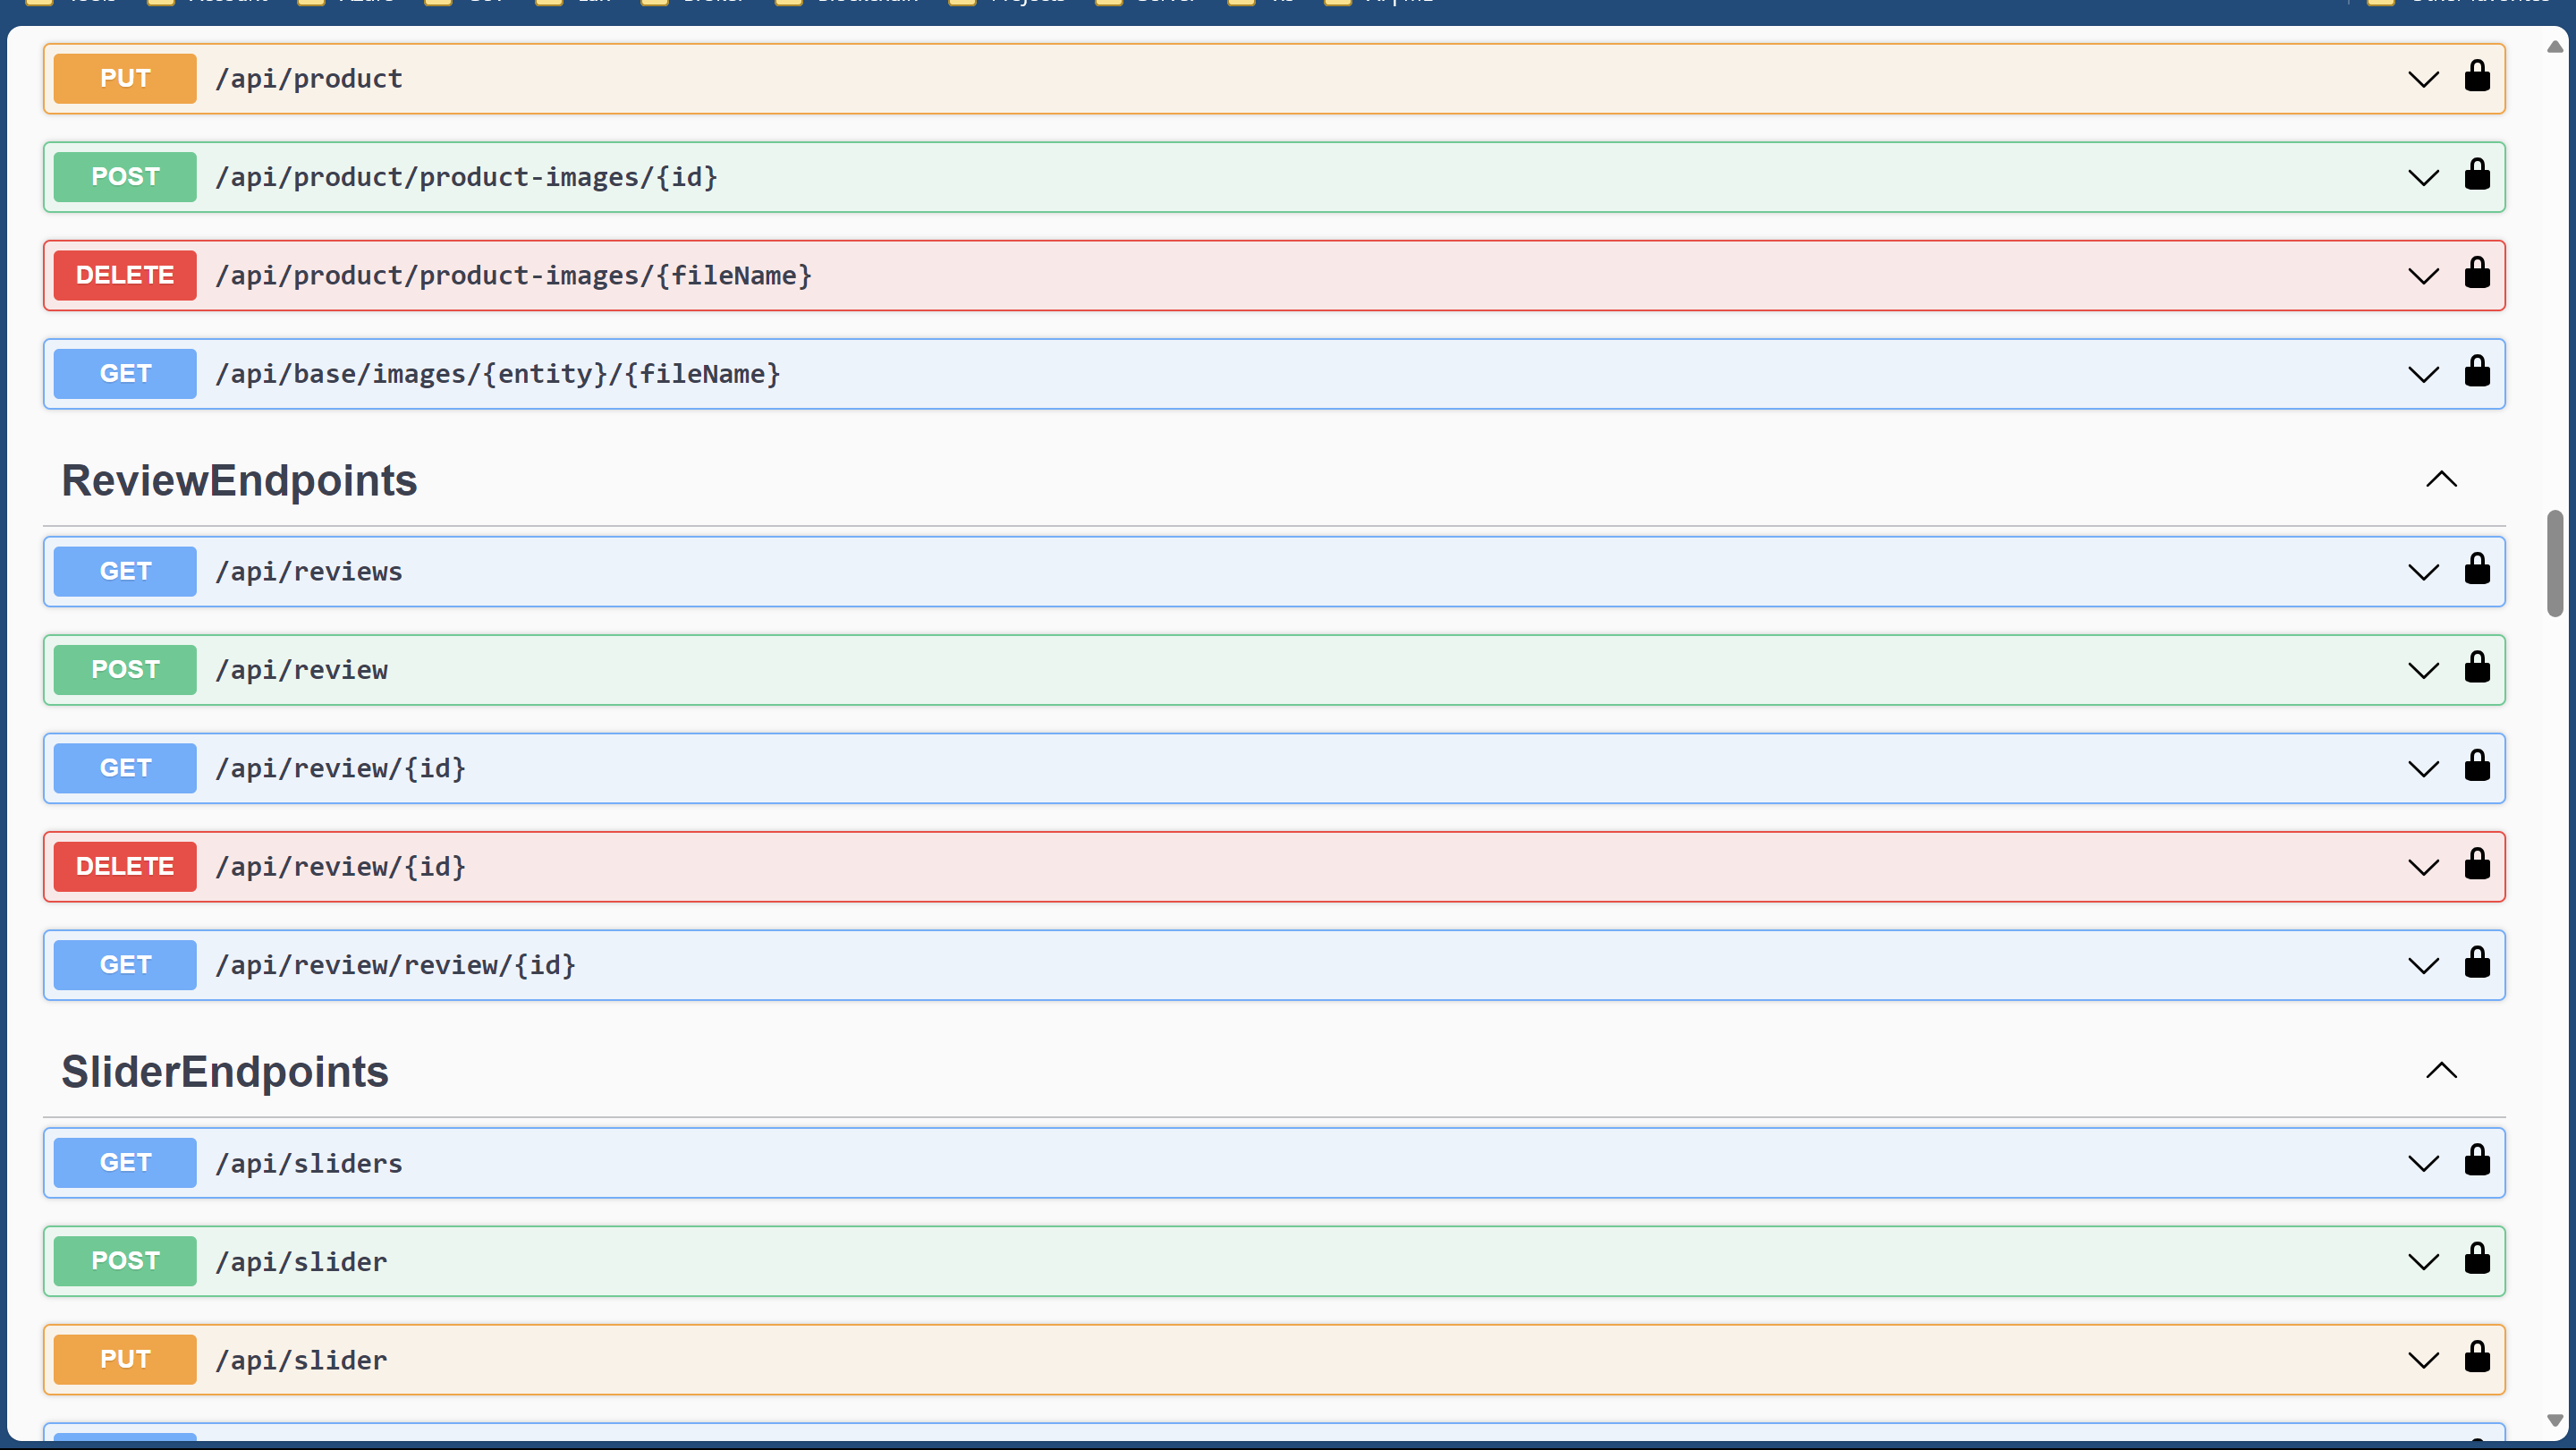 PUT /api/product
POST /api/product/product-images/{id}
DELETE /api/product/product-images/{fileName}
GET /api/base/images/{entity}/{fileName}
ReviewEndpoints
GET /api/reviews
POST /api/review
GET /api/review/{id}
DELETE /api/review/{id}
GET /api/review/review/{id}
SliderEndpoints
GET /api/sliders
POST /api/slider
PUT /api/slider